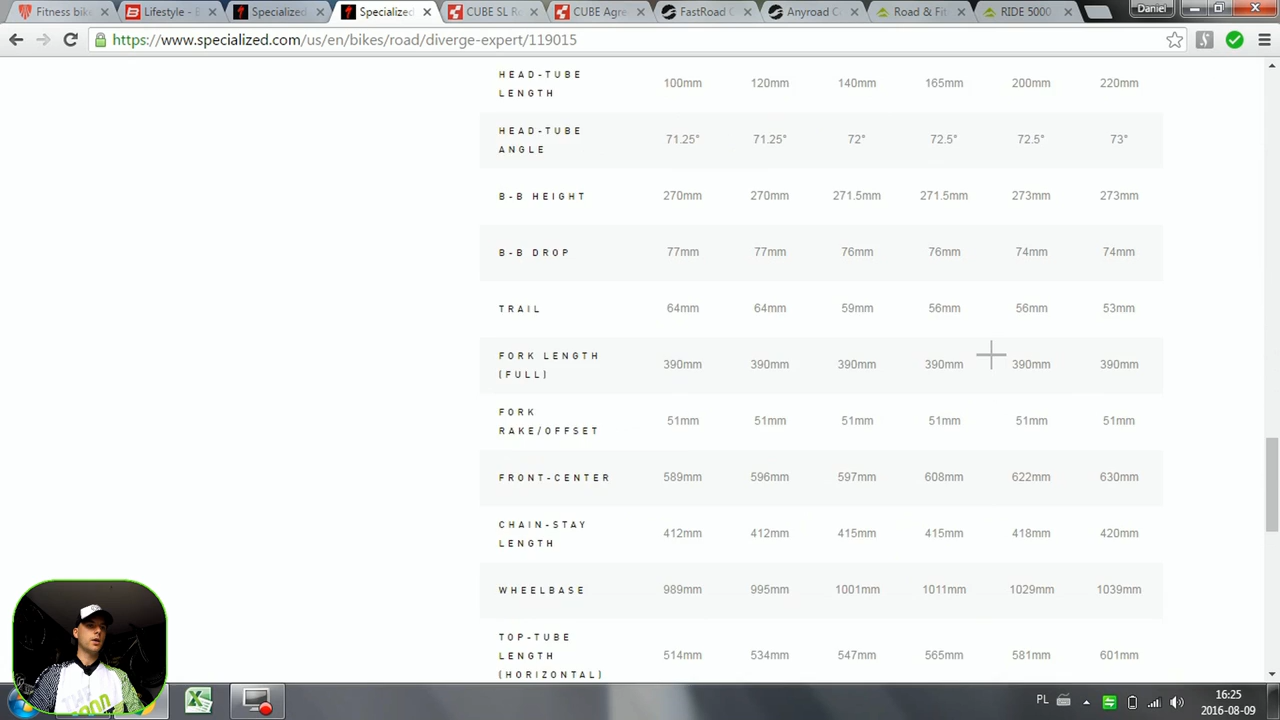 Fitness bike
Lifestyle - B
Specialized
Specialized
CUBE SL R
CUBE Agre
FastRoad C
Anyroad C
Road & Fit
RIDE 5000
Daniel
https://www.specialized.com/us/en/bikes/road/diverge-expert/119015
HEAD-TUBE
LENGTH
100mm 120mm 140mm 165mm 200mm 220mm
HEAD-TUBE
ANGLE
71.25° 71.25° 72° 72.5° 72.5° 73°
B-B HEIGHT 270mm 270mm 271.5mm 271.5mm 273mm 273mm
B-B DROP 77mm 77mm 76mm 76mm 74mm 74mm
TRAIL 64mm 64mm 59mm 56mm 56mm 53mm
FORK LENGTH
(FULL)
390mm 390mm 390mm 390mm 390mm 390mm
FORK
RAKE/OFFSET
51mm 51mm 51mm 51mm 51mm 51mm
FRONT-CENTER 589mm 596mm 597mm 608mm 622mm 630mm
CHAIN-STAY
LENGTH
412mm 412mm 415mm 415mm 418mm 420mm
WHEELBASE 989mm 995mm 1001mm 1011mm 1029mm 1039mm
TOP-TUBE
LENGTH
(HORIZONTAL)
514mm 534mm 547mm 565mm 581mm 601mm
PL
16:25
2016-08-09